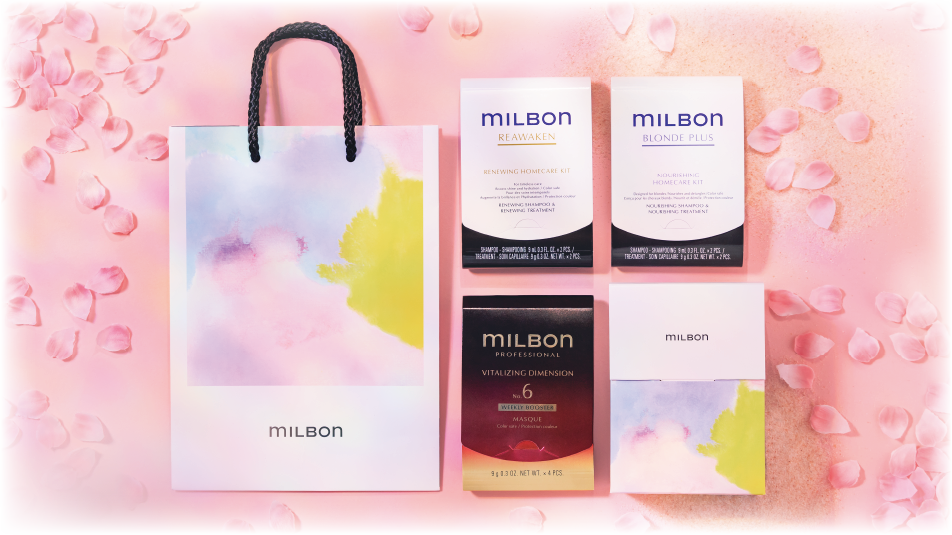 MILBON
MILBON
REAWAKEN
RENEWING HOMECARE KIT
RENEWING SHAMPOO &
RENEWING TREATMENT
SHAMPOO - SHAMPOOING 9 mL 0.3 FL. OZ. × 2 PCS. /
TREATMENT - SOIN CAPILLAIRE 9 g 0.3 OZ. NET WT. × 2 PCS.
MILBON
BLONDE PLUS
NOURISHING
HOMECARE KIT
NOURISHING SHAMPOO &
NOURISHING TREATMENT
SHAMPOO - SHAMPOOING 9 mL 0.3 FL. OZ. × 2 PCS. /
TREATMENT - SOIN CAPILLAIRE 9 g 0.3 OZ. NET WT. × 2 PCS.
MILBON
PROFESSIONAL
VITALIZING DIMENSION
No.6
WEEKLY BOOSTER
MASQUE
Color safe / Protection couleur
9 g 0.3 OZ. NET WT. × 4 PCS.
MILBON